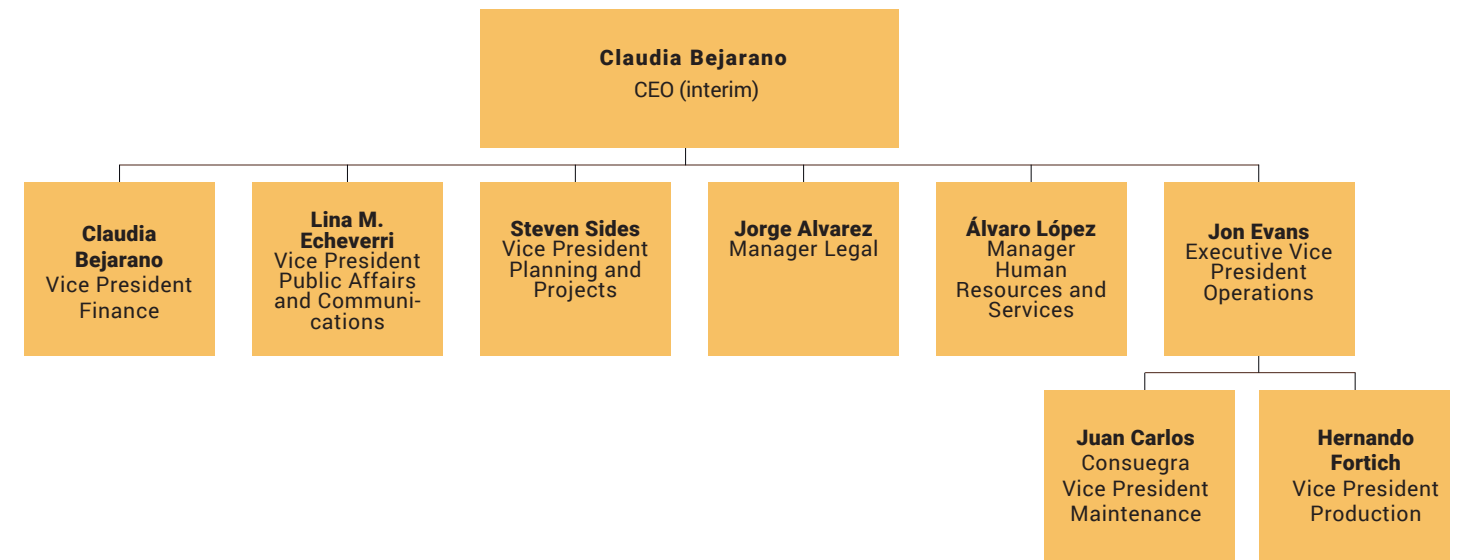 Claudia Bejarano
CEO (interim)
Claudia
Bejarano
Vice President
Finance
Lina M.
Echeverri
Vice President
Public Affairs
and Communi-
cations
Steven Sides
Vice President
Planning and
Projects
Jorge Alvarez
Manager Legal
Álvaro López
Manager
Human
Resources and
Services
Jon Evans
Executive Vice
President
Operations
Juan Carlos
Consuegra
Vice President
Maintenance
Hernando
Fortich
Vice President
Production